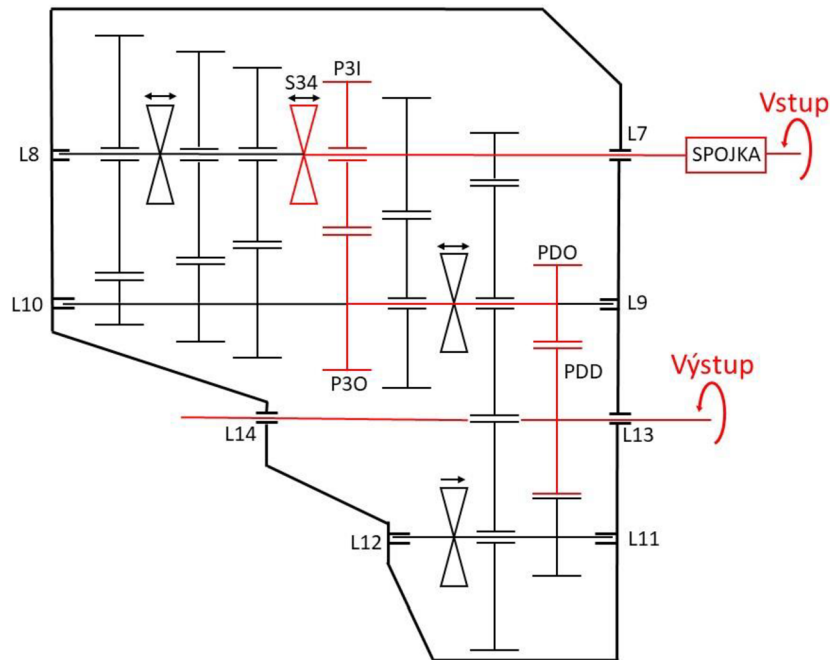 P3I
S34
Vstup
L7
L8
SPOJKA
PDO
L10
L9
PDD
P3O
Výstup
L14
L13
L12
L11